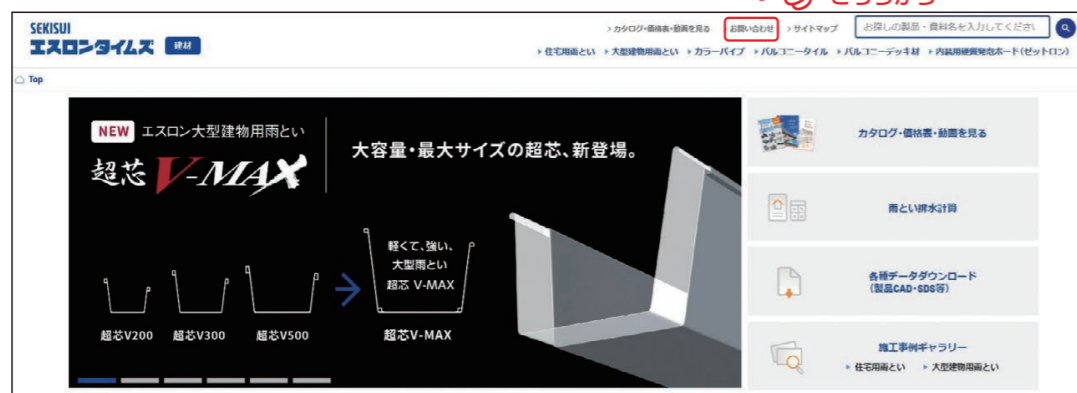 こちらから
SEKISUI
エスロンタイムズ 建材
› カタログ・価格表・動画を見る › お問い合わせ › サイトマップ お探しの製品・資料名を入力してくださ
住宅用雨とい 大型建物用雨とい カラーパイプ バルコニータイル バルコニーデッキ材 内装用硬質発泡ボード(ゼットロン)
Top
NEW エスロン大型建物用雨とい
超芯 V-MAX
大容量・最大サイズの超芯、新登場。
軽くて、強い、
大型雨とい
超芯 V-MAX
超芯V200 超芯V300 超芯V500 超芯V-MAX
カタログ・価格表・動画を見る
雨とい排水計算
各種データダウンロード
(製品CAD・SDS等)
施工事例ギャラリー
住宅用雨とい 大型建物用雨とい